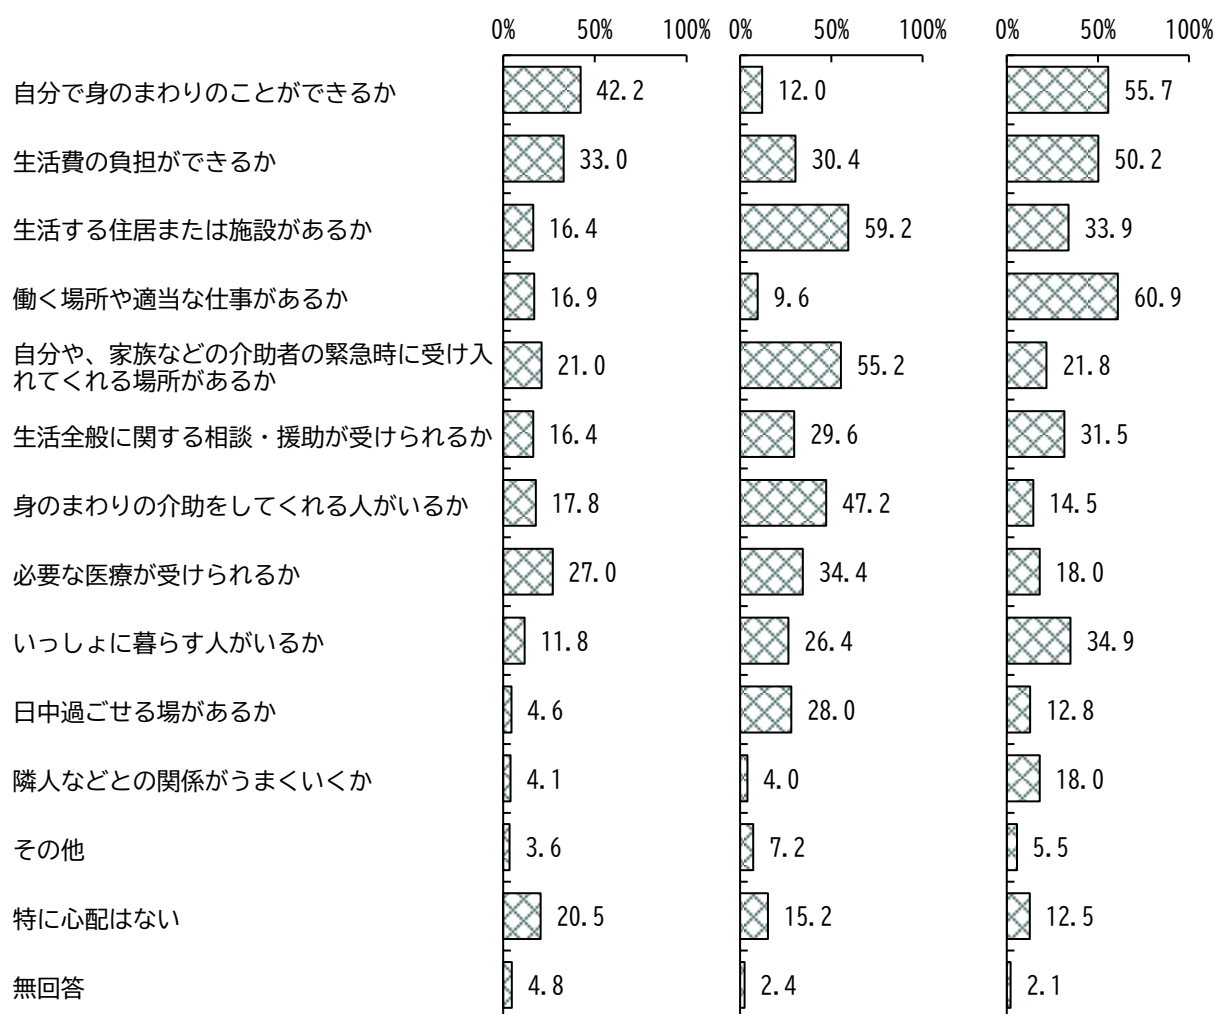 0% 50% 100% 0% 50% 100% 0% 50% 100%
自分で身のまわりのことができるか 42.2 12.0 55.7
生活費の負担ができるか 33.0 30.4 50.2
生活する住居または施設があるか 16.4 59.2 33.9
働く場所や適当な仕事があるか 16.9 9.6 60.9
自分や、家族などの介助者の緊急時に受け入
れてくれる場所があるか 21.0 55.2 21.8
生活全般に関する相談・援助が受けられるか 16.4 29.6 31.5
身のまわりの介助をしてくれる人がいるか 17.8 47.2 14.5
必要な医療が受けられるか 27.0 34.4 18.0
いっしょに暮らす人がいるか 11.8 26.4 34.9
日中過ごせる場があるか 4.6 28.0 12.8
隣人などとの関係がうまくいくか 4.1 4.0 18.0
その他 3.6 7.2 5.5
特に心配はない 20.5 15.2 12.5
無回答 4.8 2.4 2.1